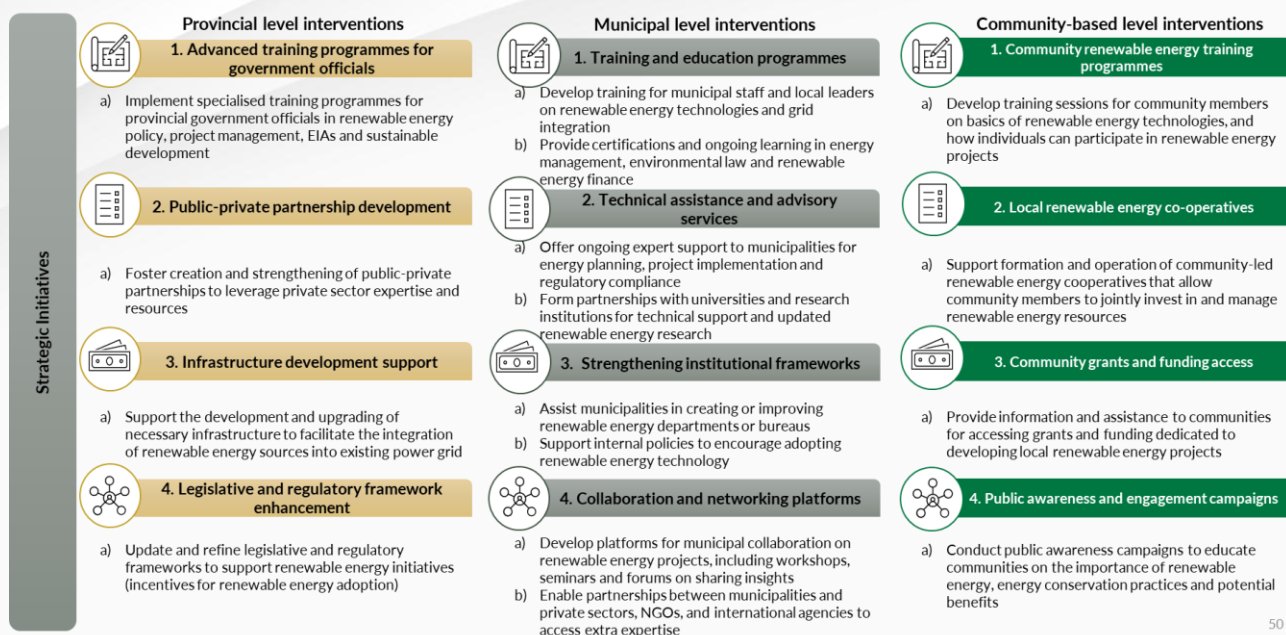 Strategic Initiatives
Provincial level interventions
1. Advanced training programmes for
government officials
a) Implement specialised training programmes for
provincial government officials in renewable energy
policy, project management, EIAs and sustainable
development
2. Public-private partnership development
a) Foster creation and strengthening of public-private
partnerships to leverage private sector expertise and
resources
3. Infrastructure development support
a) Support the development and upgrading of
necessary infrastructure to facilitate the integration
of renewable energy sources into existing power grid
4. Legislative and regulatory framework
enhancement
a) Update and refine legislative and regulatory
frameworks to support renewable energy initiatives
(incentives for renewable energy adoption)
Municipal level interventions
1. Training and education programmes
a) Develop training for municipal staff and local leaders
on renewable energy technologies and grid
integration
b) Provide certifications and ongoing learning in energy
management, environmental law and renewable
energy finance
2. Technical assistance and advisory
services
a) Offer ongoing expert support to municipalities for
energy planning, project implementation and
regulatory compliance
b) Form partnerships with universities and research
institutions for technical support and updated
renewable energy research
3. Strengthening institutional frameworks
a) Assist municipalities in creating or improving
renewable energy departments or bureaus
b) Support internal policies to encourage adopting
renewable energy technology
4. Collaboration and networking platforms
a) Develop platforms for municipal collaboration on
renewable energy projects, including workshops,
seminars and forums on sharing insights
b) Enable partnerships between municipalities and
private sectors, NGOs, and international agencies to
access extra expertise
Community-based level interventions
1. Community renewable energy training
programmes
a) Develop training sessions for community members
on basics of renewable energy technologies, and
how individuals can participate in renewable energy
projects
2. Local renewable energy co-operatives
a) Support formation and operation of community-led
renewable energy cooperatives that allow
community members to jointly invest in and manage
renewable energy resources
3. Community grants and funding access
a) Provide information and assistance to communities
for accessing grants and funding dedicated to
developing local renewable energy projects
4. Public awareness and engagement campaigns
a) Conduct public awareness campaigns to educate
communities on the importance of renewable
energy, energy conservation practices and potential
benefits
50